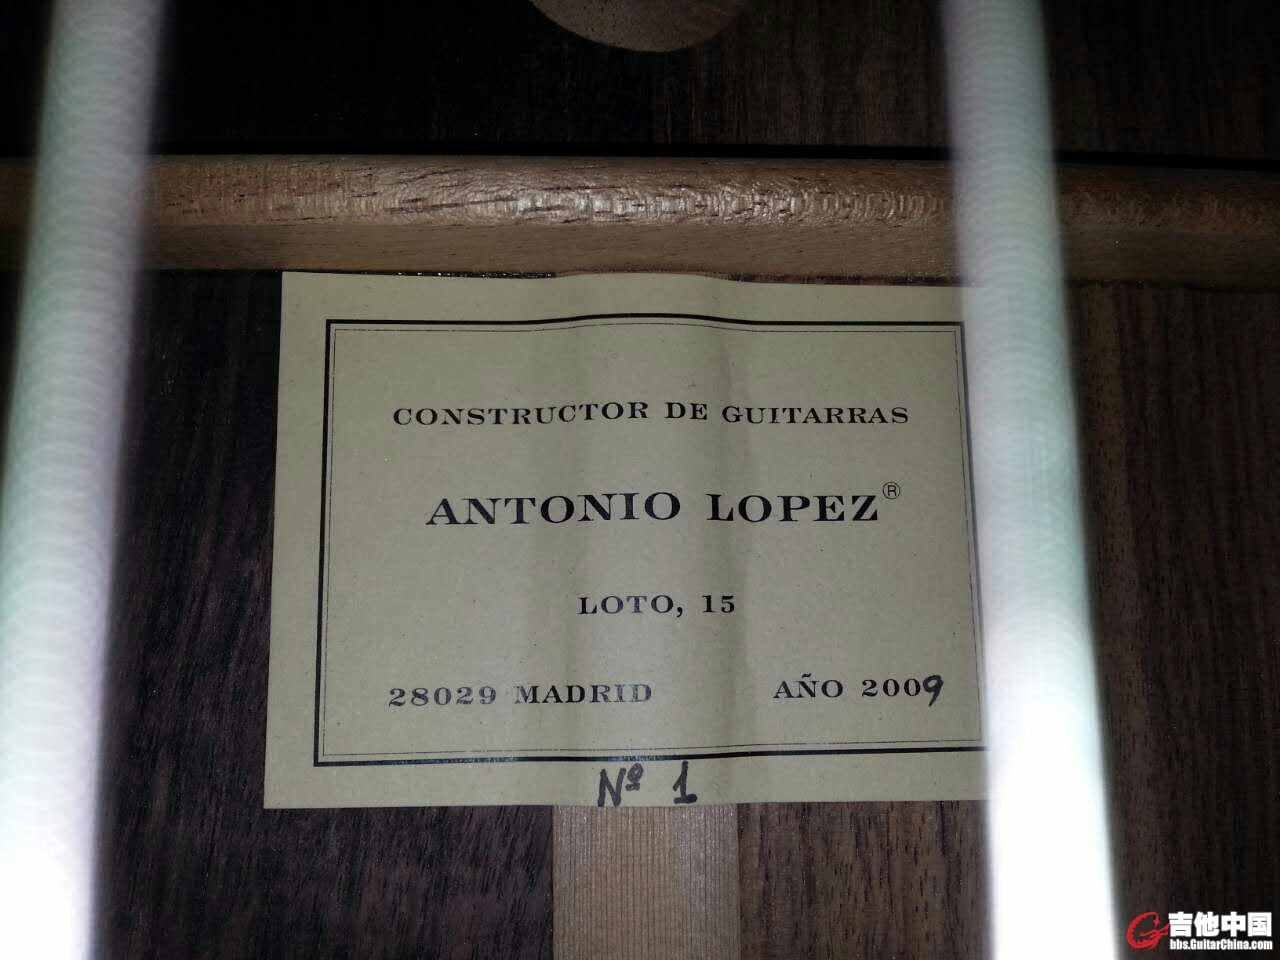 CONSTRUCTOR DE GUITARRAS
ANTONIO LOPEZ®
LOTO, 15
28029 MADRID AÑO 2009
Nº 1
吉他中国
bbs.GuitarChina.com